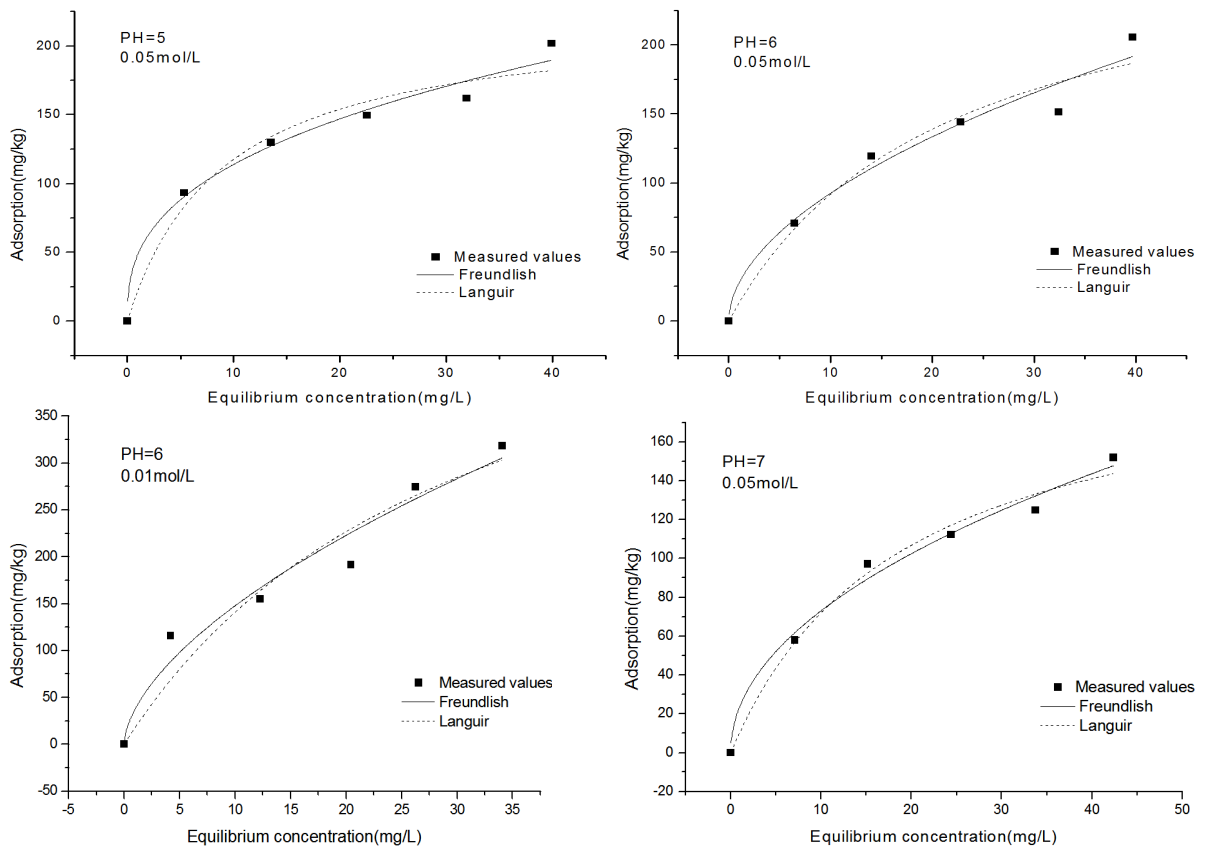 PH=5
0.05mol/L
200
150
100
50
0
Adsorption(mg/kg)
Measured values
Freundlish
Languir
0 10 20 30 40
Equilibrium concentration(mg/L)
PH=6
0.05mol/L
200
150
100
50
0
Adsorption(mg/kg)
Measured values
Freundlish
Languir
0 10 20 30 40
Equilibrium concentration(mg/L)
PH=6
0.01mol/L
350
300
250
200
150
100
50
0
-50
Adsorption(mg/kg)
Measured values
Freundlish
Languir
-5 0 5 10 15 20 25 30 35
Equilibrium concentration(mg/L)
PH=7
0.05mol/L
160
140
120
100
80
60
40
20
0
-20
Adsorption(mg/kg)
Measured values
Freundlish
Languir
0 10 20 30 40 50
Equilibrium concentration(mg/L)